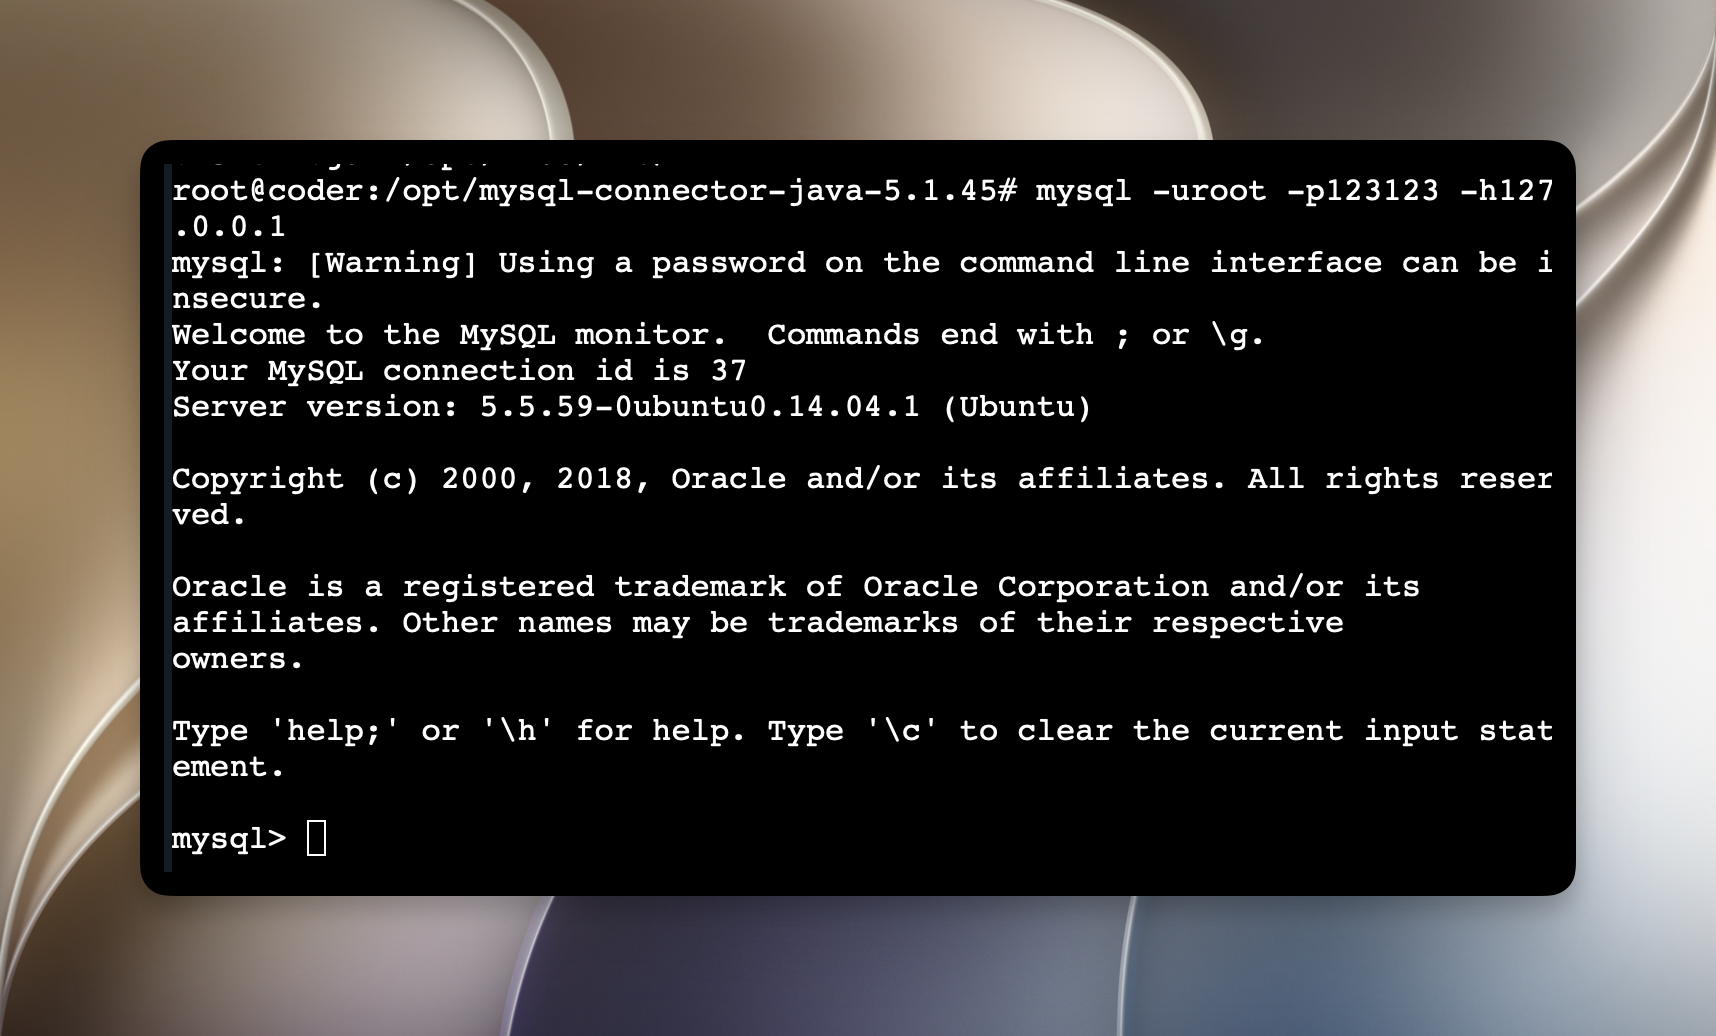 root@coder:/opt/mysql-connector-java-5.1.45# mysql -uroot -p123123 -h127
.0.0.1
mysql: [Warning] Using a password on the command line interface can be i
nsecure.
Welcome to the MySQL monitor.  Commands end with ; or \g.
Your MySQL connection id is 37
Server version: 5.5.59-0ubuntu0.14.04.1 (Ubuntu)
Copyright (c) 2000, 2018, Oracle and/or its affiliates. All rights reser
ved.
Oracle is a registered trademark of Oracle Corporation and/or its
affiliates. Other names may be trademarks of their respective
owners.
Type 'help;' or '\h' for help. Type '\c' to clear the current input stat
ement.
mysql>